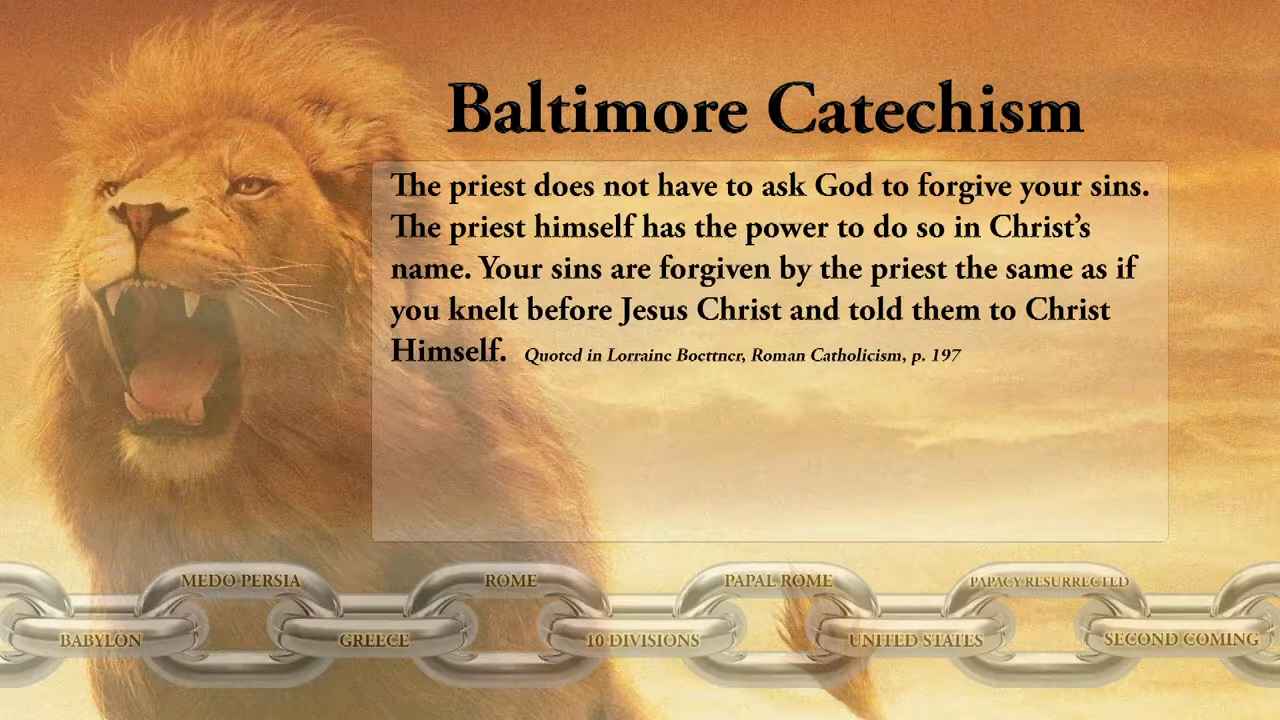 Baltimore Catechism
The priest does not have to ask God to forgive your sins.
The priest himself has the power to do so in Christ’s
name. Your sins are forgiven by the priest the same as if
you knelt before Jesus Christ and told them to Christ
Himself. Quoted in Lorraine Boettner, Roman Catholicism, p. 197
MEDO PERSIA ROME PAPAL ROME PAPACY RESURRECTED
BABYLON GREECE 10 DIVISIONS UNITED STATES SECOND COMING